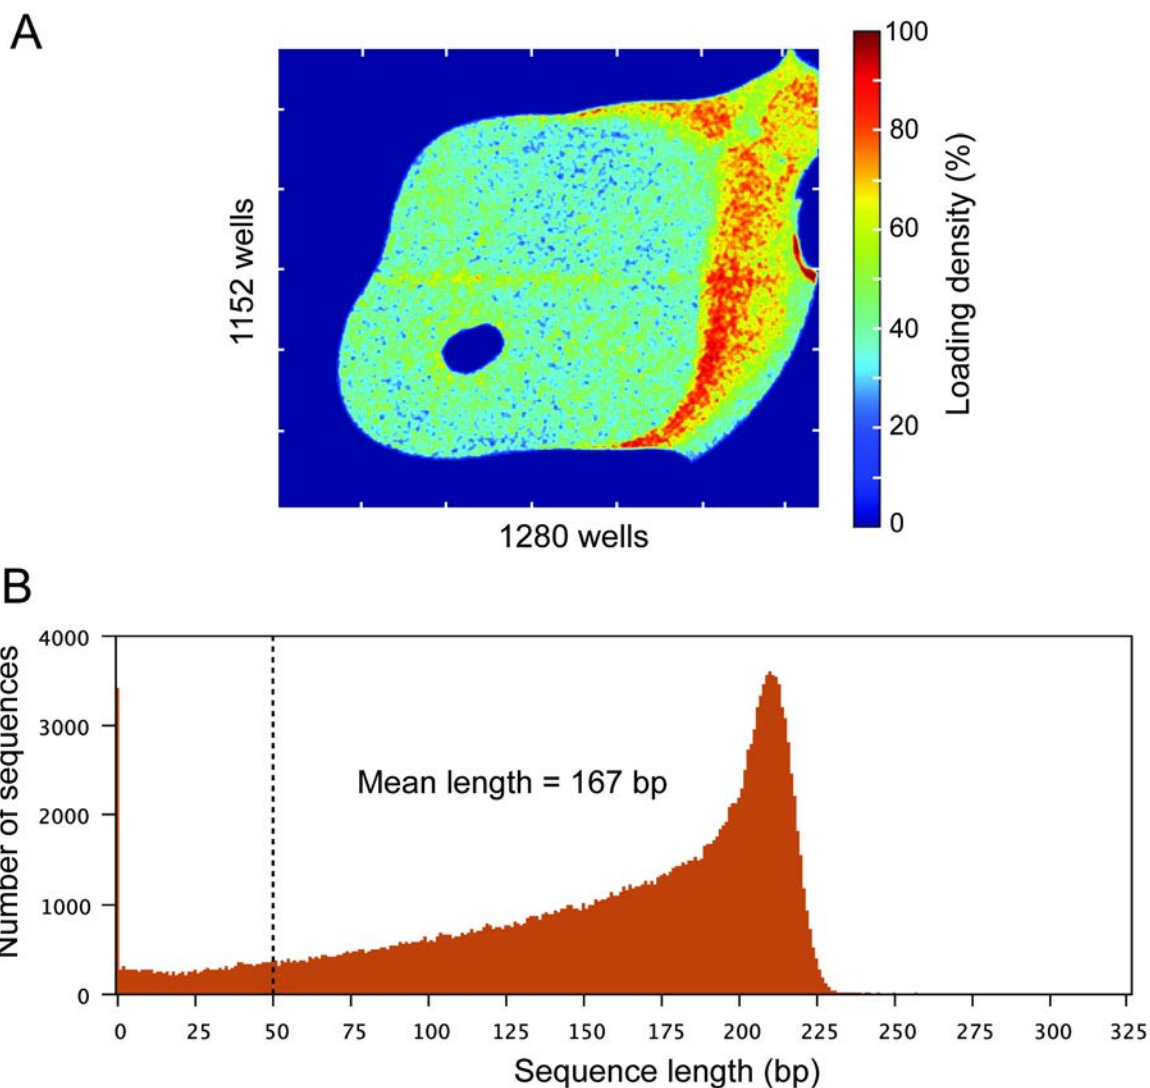 A
100
80
60
40
20
0
Loading density (%)
1152 wells
1280 wells
B
4000
3000
2000
1000
0
Number of sequences
Mean length = 167 bp
0 25 50 75 100 125 150 175 200 225 250 275 300 325
Sequence length (bp)